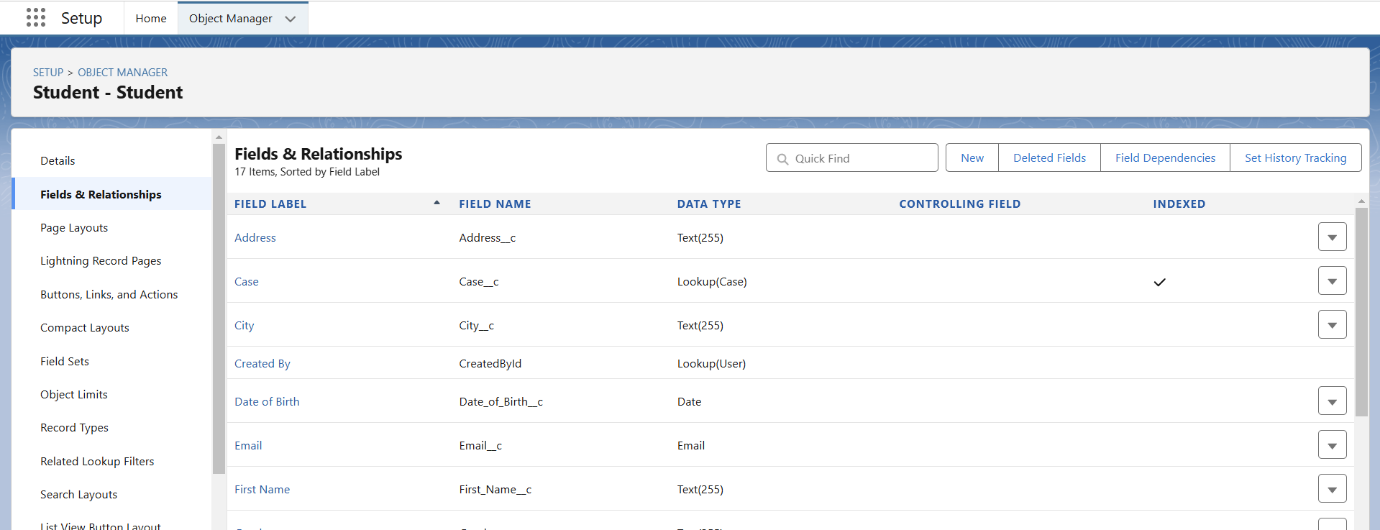 Setup
Home
Object Manager
SETUP > OBJECT MANAGER
Student - Student
Details
Fields & Relationships
Page Layouts
Lightning Record Pages
Buttons, Links, and Actions
Compact Layouts
Field Sets
Object Limits
Record Types
Related Lookup Filters
Search Layouts
List View Button Layout
Fields & Relationships
17 Items, Sorted by Field Label
Quick Find
New
Deleted Fields
Field Dependencies
Set History Tracking
FIELD LABEL FIELD NAME DATA TYPE CONTROLLING FIELD INDEXED
Address Address__c Text(255)
Case Case__c Lookup(Case)
City City__c Text(255)
Created By CreatedById Lookup(User)
Date of Birth Date_of_Birth__c Date
Email Email__c Email
First Name First_Name__c Text(255)